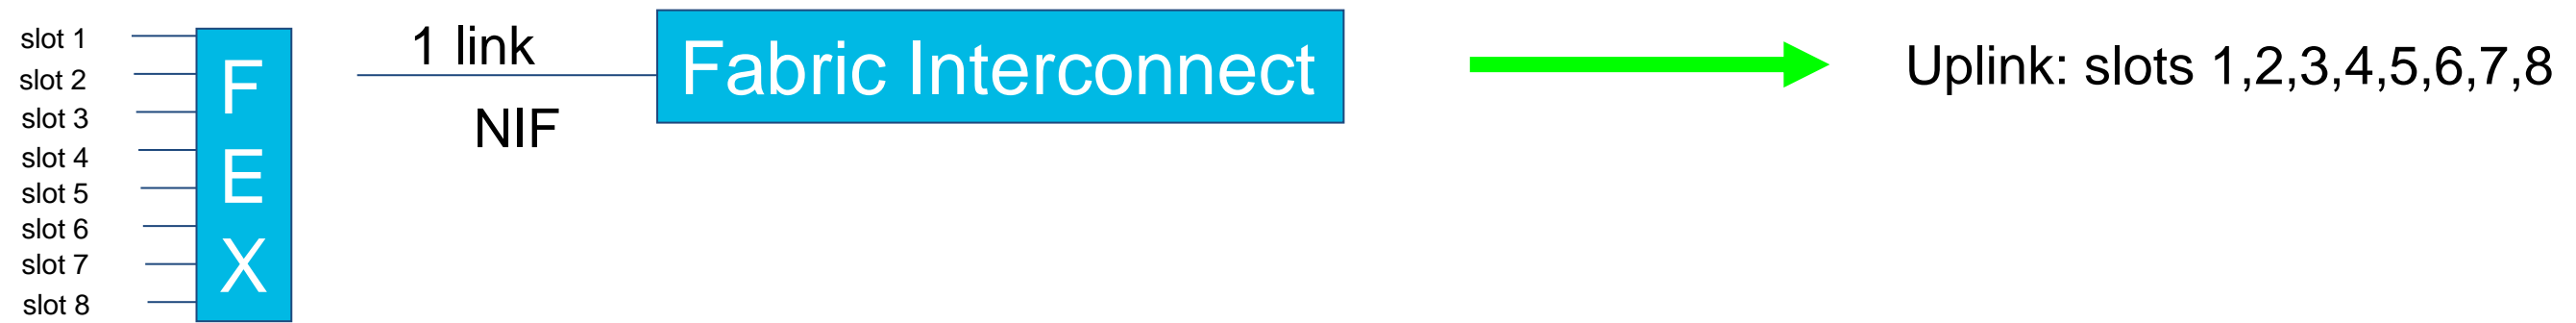 slot 1
slot 2
slot 3
slot 4
slot 5
slot 6
slot 7
slot 8
F
E
X
1 link
NIF
Fabric Interconnect
Uplink: slots 1,2,3,4,5,6,7,8